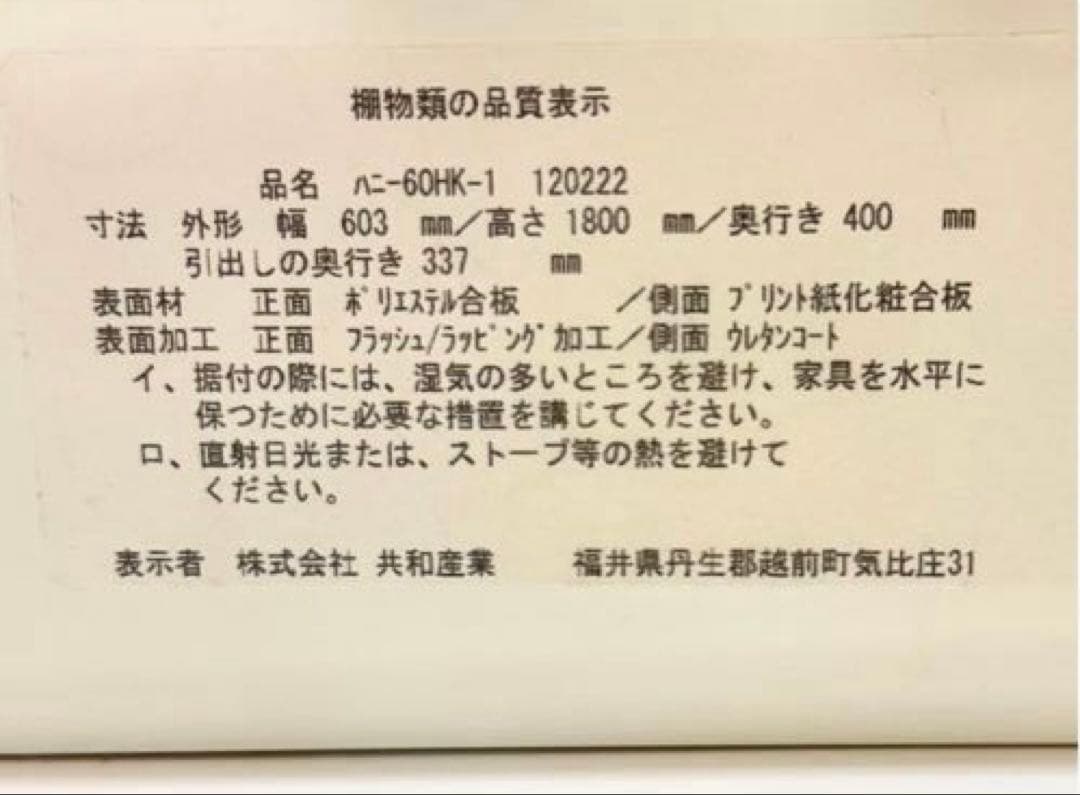 棚物類の品質表示
品名 ﾊﾆｰ-60HK-1 120222
寸法 外形 幅 603 ㎜／高さ 1800 ㎜／奥行き 400 ㎜
引出しの奥行き 337 ㎜
表面材 正面 ﾎﾟﾘｴｽﾃﾙ合板 ／側面 ﾌﾟﾘﾝﾄ紙化粧合板
表面加工 正面 ﾌﾗｯｼｭ/ﾗｯﾋﾟﾝｸﾞ加工／側面 ｳﾚﾀﾝｺｰﾄ
イ、据付の際には、湿気の多いところを避け、家具を水平に
保つために必要な措置を講じてください。
ロ、直射日光または、ストーブ等の熱を避けて
ください。
表示者 株式会社 共和産業 福井県丹生郡越前町気比庄31